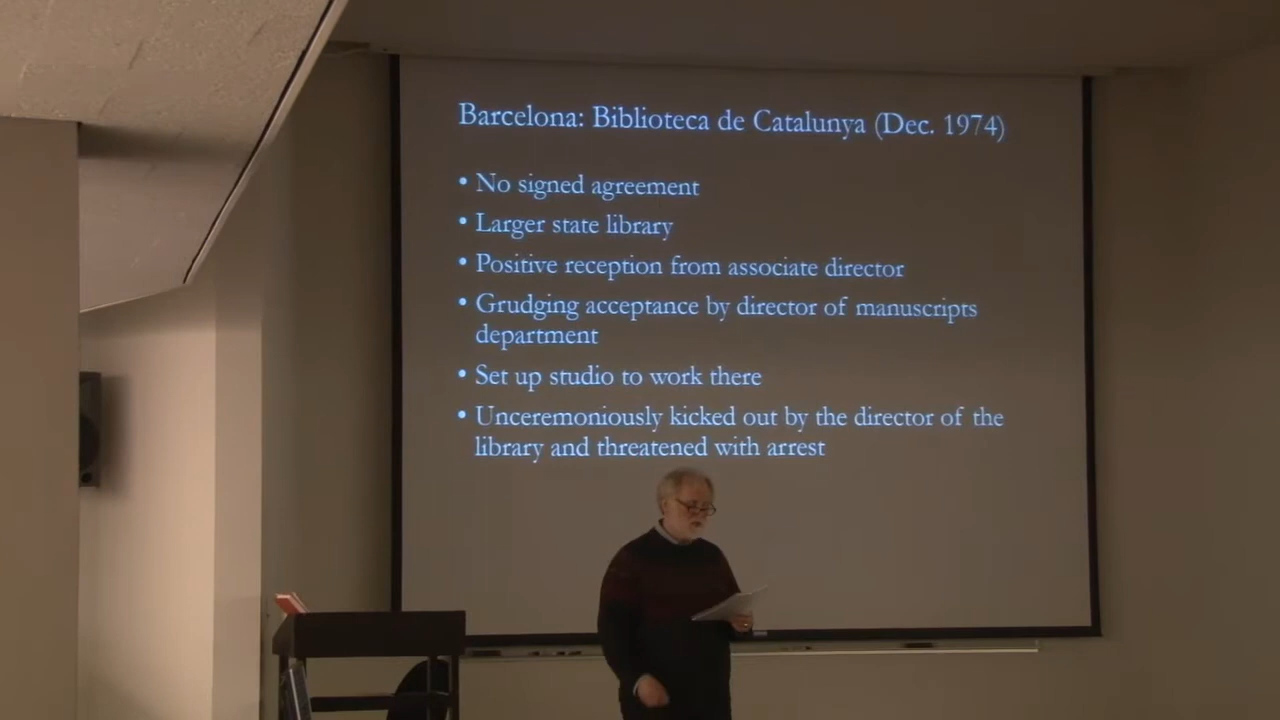 Barcelona: Biblioteca de Catalunya (Dec. 1974)
• No signed agreement
• Larger state library
• Positive reception from associate director
• Grudging acceptance by director of manuscripts
department
• Set up studio to work there
• Unceremoniously kicked out by the director of the
library and threatened with arrest